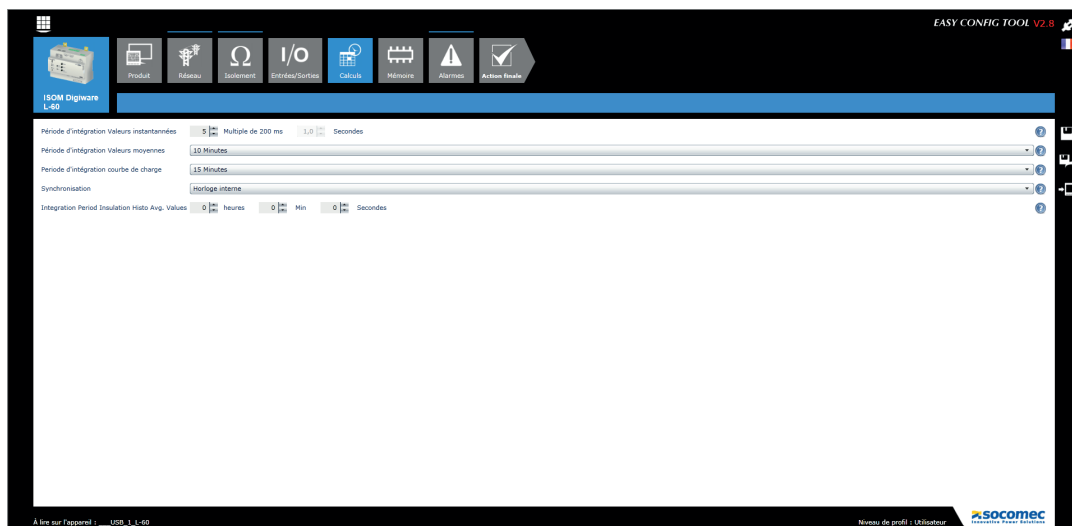 EASY CONFIG TOOL V2.8
Produit
Réseau
Ω
Isolement
I/O
Entrées/Sorties
Calculs
Mémoire
Alarmes
Action finale
ISOM Digiware
L-60
Période d'intégration Valeurs instantannées 5 Multiple de 200 ms 1,0 Secondes ?
Période d'intégration Valeurs moyennes 10 Minutes ?
Periode d'intégration courbe de charge 15 Minutes ?
Synchronisation Horloge interne ?
Integration Period Insulation Histo Avg. Values 0 heures 0 Min 0 Secondes ?
À lire sur l'appareil : ___USB_1_L-60
Niveau de profil : Utilisateur
socomec
Innovative Power Solutions